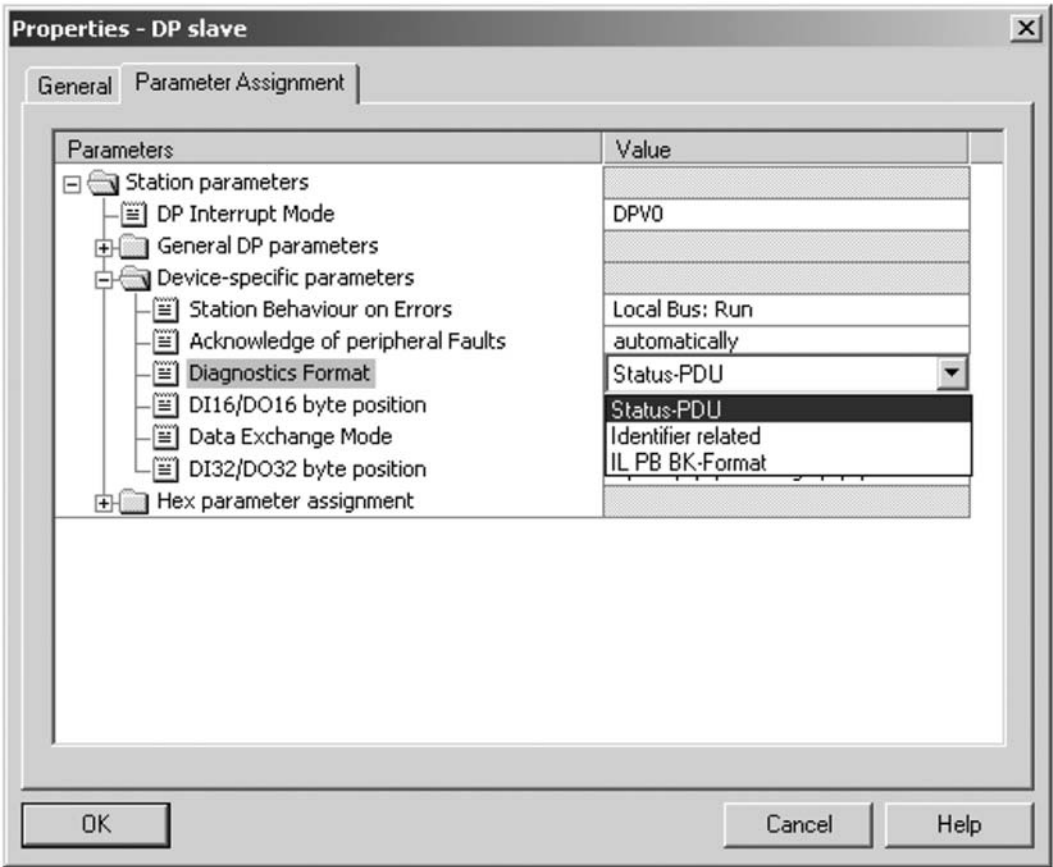 Properties - DP slave
General Parameter Assignment
Parameters Value
Station parameters
DP Interrupt Mode DPV0
General DP parameters
Device-specific parameters
Station Behaviour on Errors Local Bus: Run
Acknowledge of peripheral Faults automatically
Diagnostics Format Status-PDU
DI16/DO16 byte position Status-PDU
Data Exchange Mode Identifier related
DI32/DO32 byte position IL PB BK-Format
Hex parameter assignment
OK Cancel Help